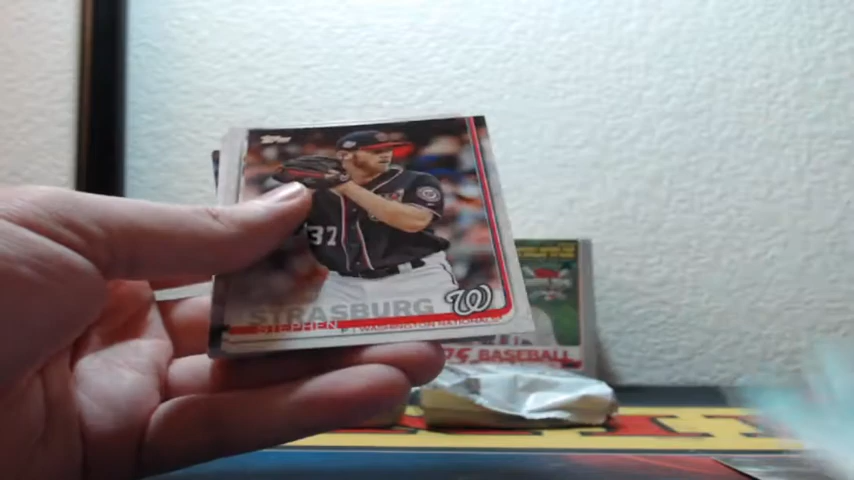 topps
37
STRASBURG
STEPHEN
WASHINGTON NATIONALS
W
BASEBALL